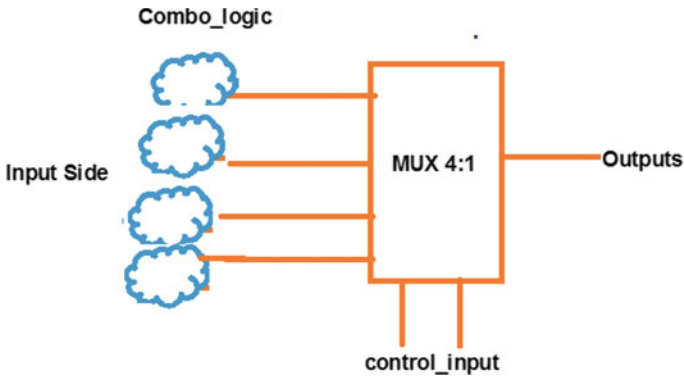 Combo_logic
Input Side
MUX 4:1
Outputs
control_input